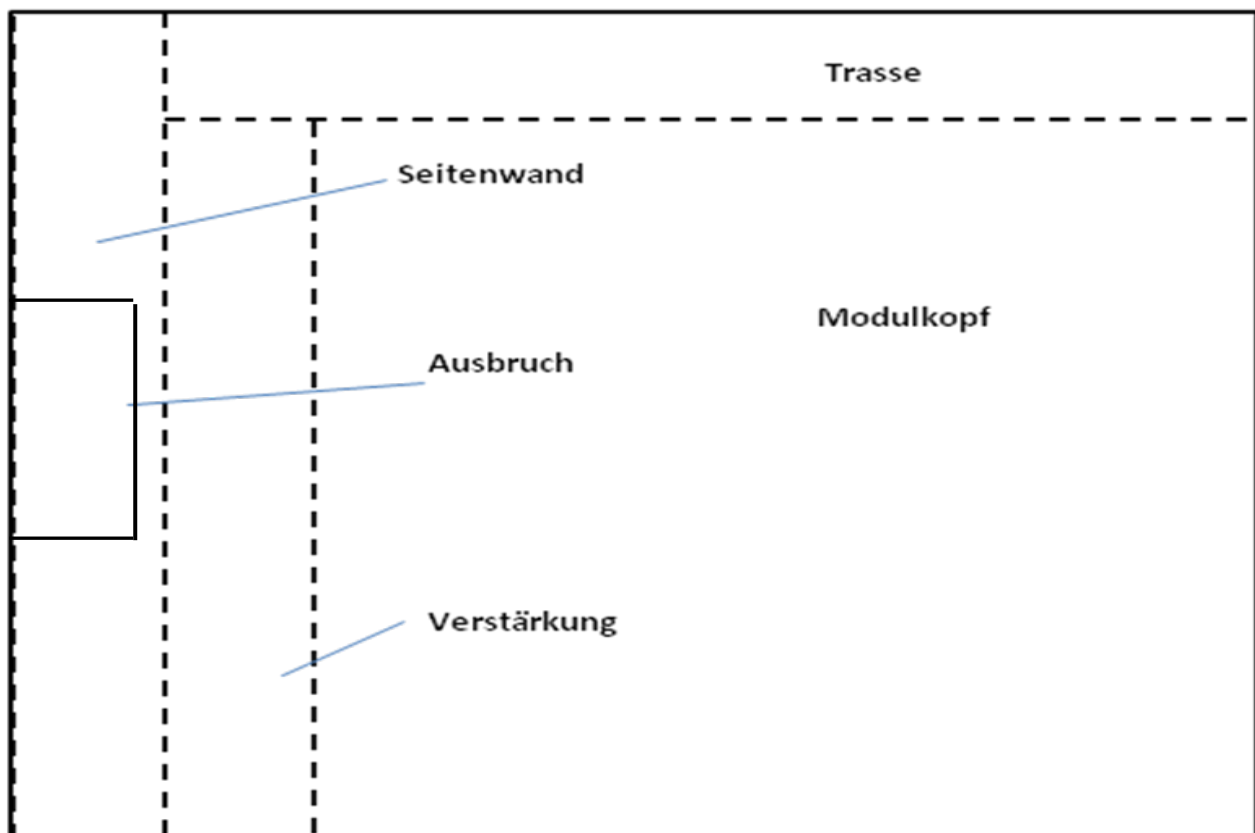 Trasse
Seitenwand
Modulkopf
Ausbruch
Verstärkung